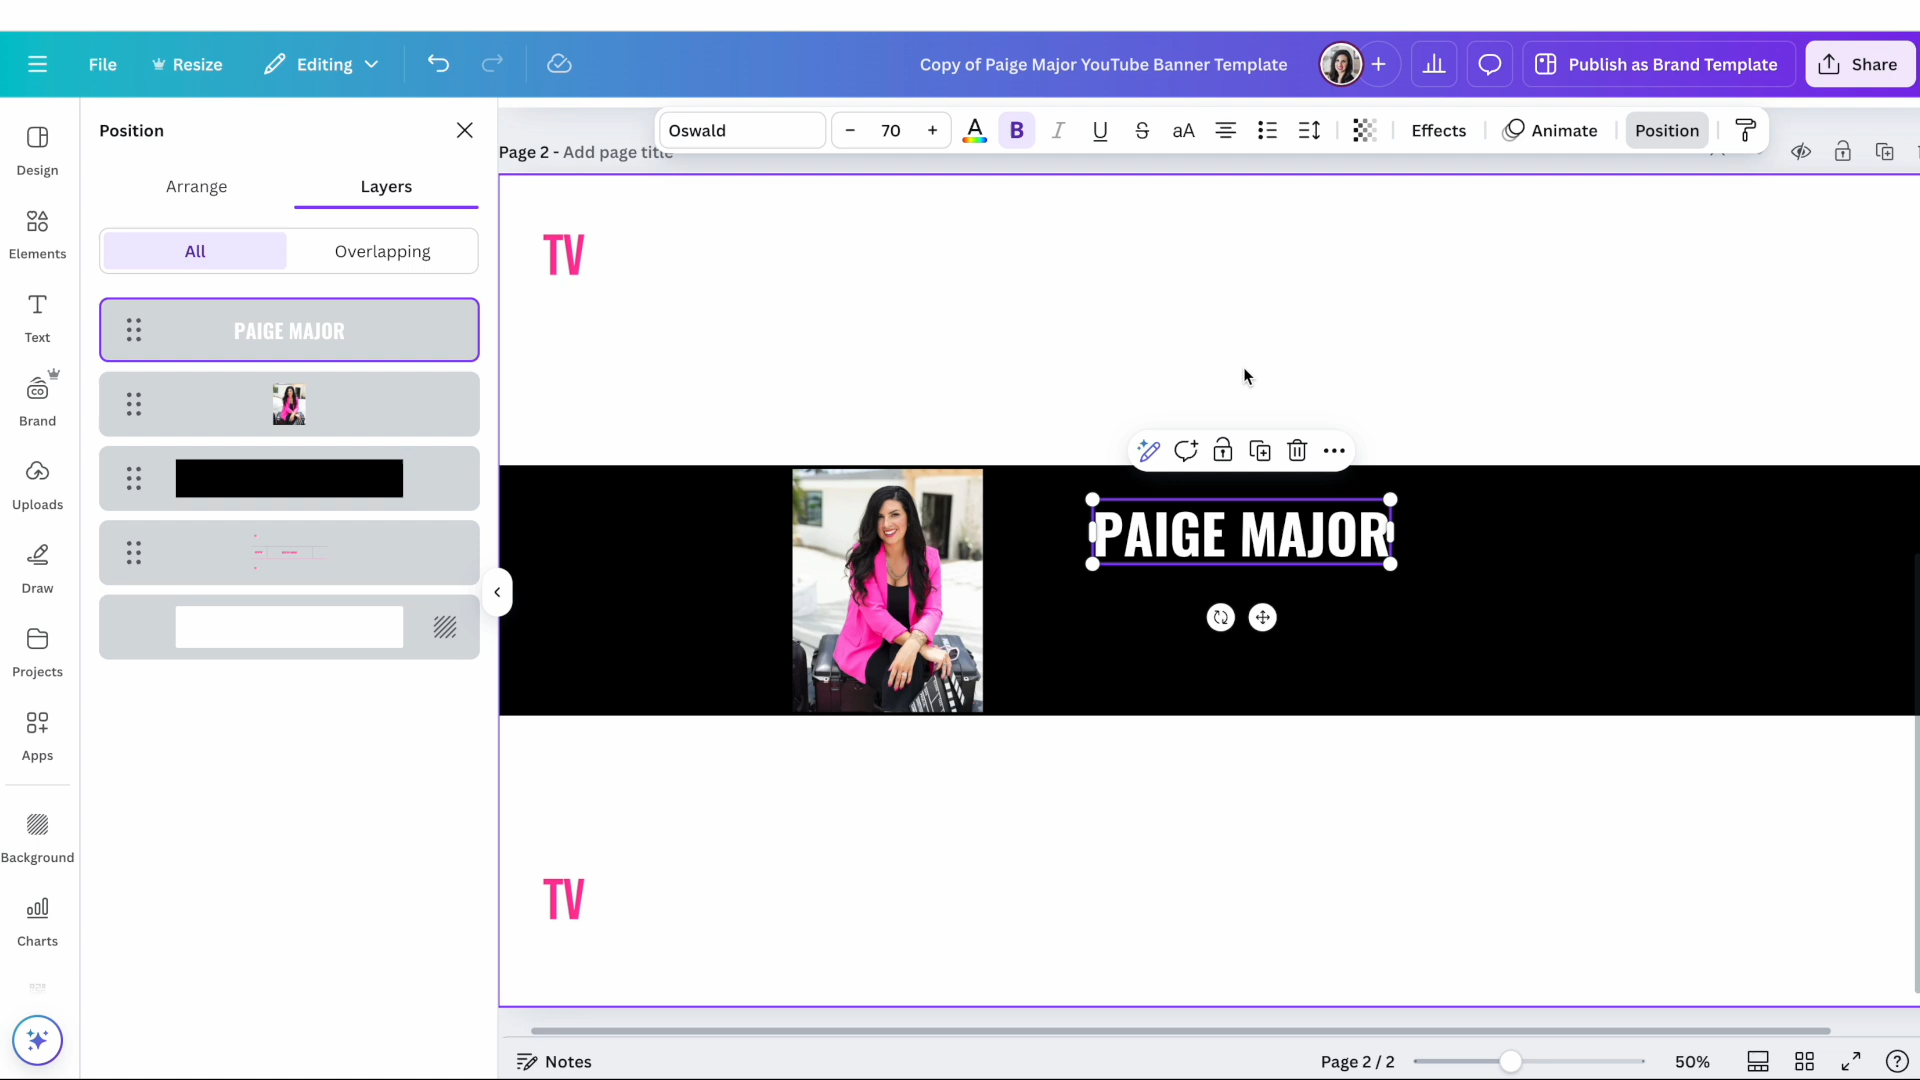 File
Resize
Editing
Copy of Paige Major YouTube Banner Template
Publish as Brand Template
Share
Position
Oswald
70
A
B
I
U
S
aA
Effects
Animate
Position
Page 2 - Add page title
Arrange
Layers
All
Overlapping
PAIGE MAJOR
Design
Elements
Text
Brand
Uploads
Draw
Projects
Apps
Background
Charts
TV
PAIGE MAJOR
TV
Notes
Page 2 / 2
50%